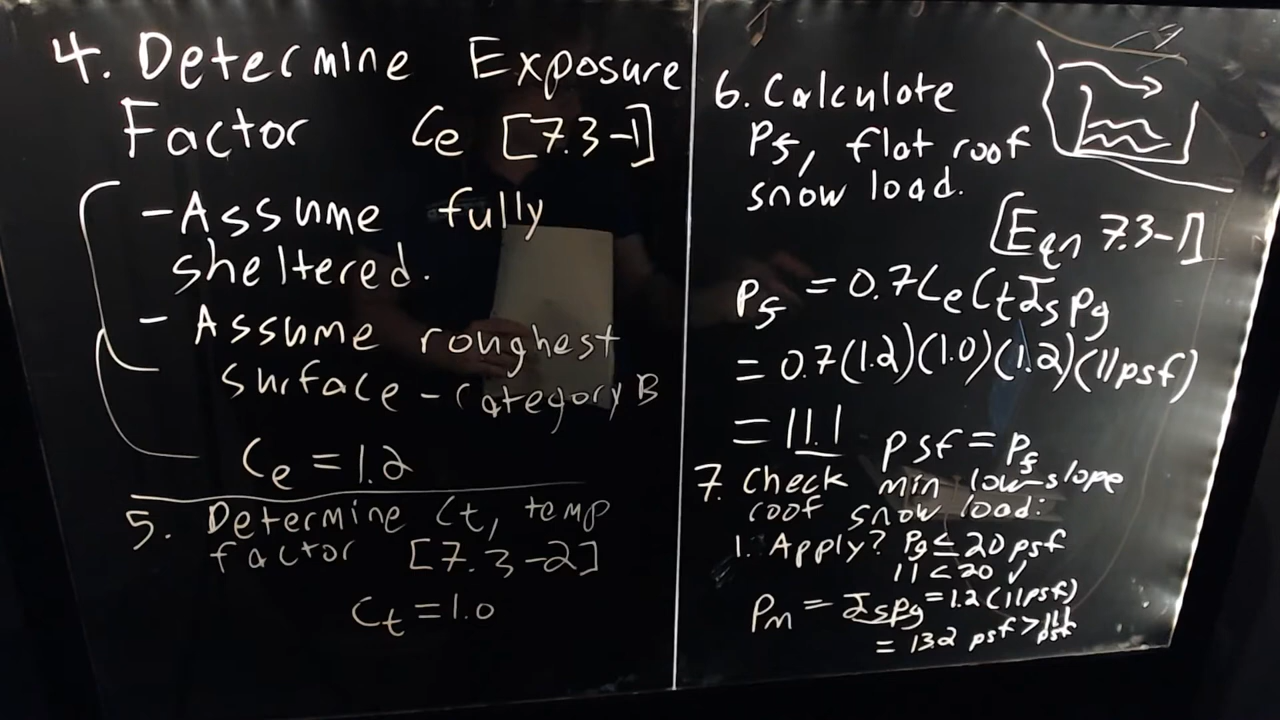 4. Determine Exposure
Factor Ce [7.3-1]
- Assume fully
sheltered.
- Assume roughest
surface - Category B
Ce = 1.2
5. Determine Ct, temp
factor [7.3-2]
Ct = 1.0
6. Calculate
Pf, flat roof
snow load.
[Eqn 7.3-1]
Pf = 0.7CeCtIsPg
= 0.7(1.2)(1.0)(1.2)(11psf)
= 11.1 psf = Pf
7. Check min low-slope
roof snow load:
1. Apply? Pg ≤ 20 psf
11 < 20 ✓
Pm = IsPg = 1.2(11psf)
= 13.2 psf > 11.1 psf